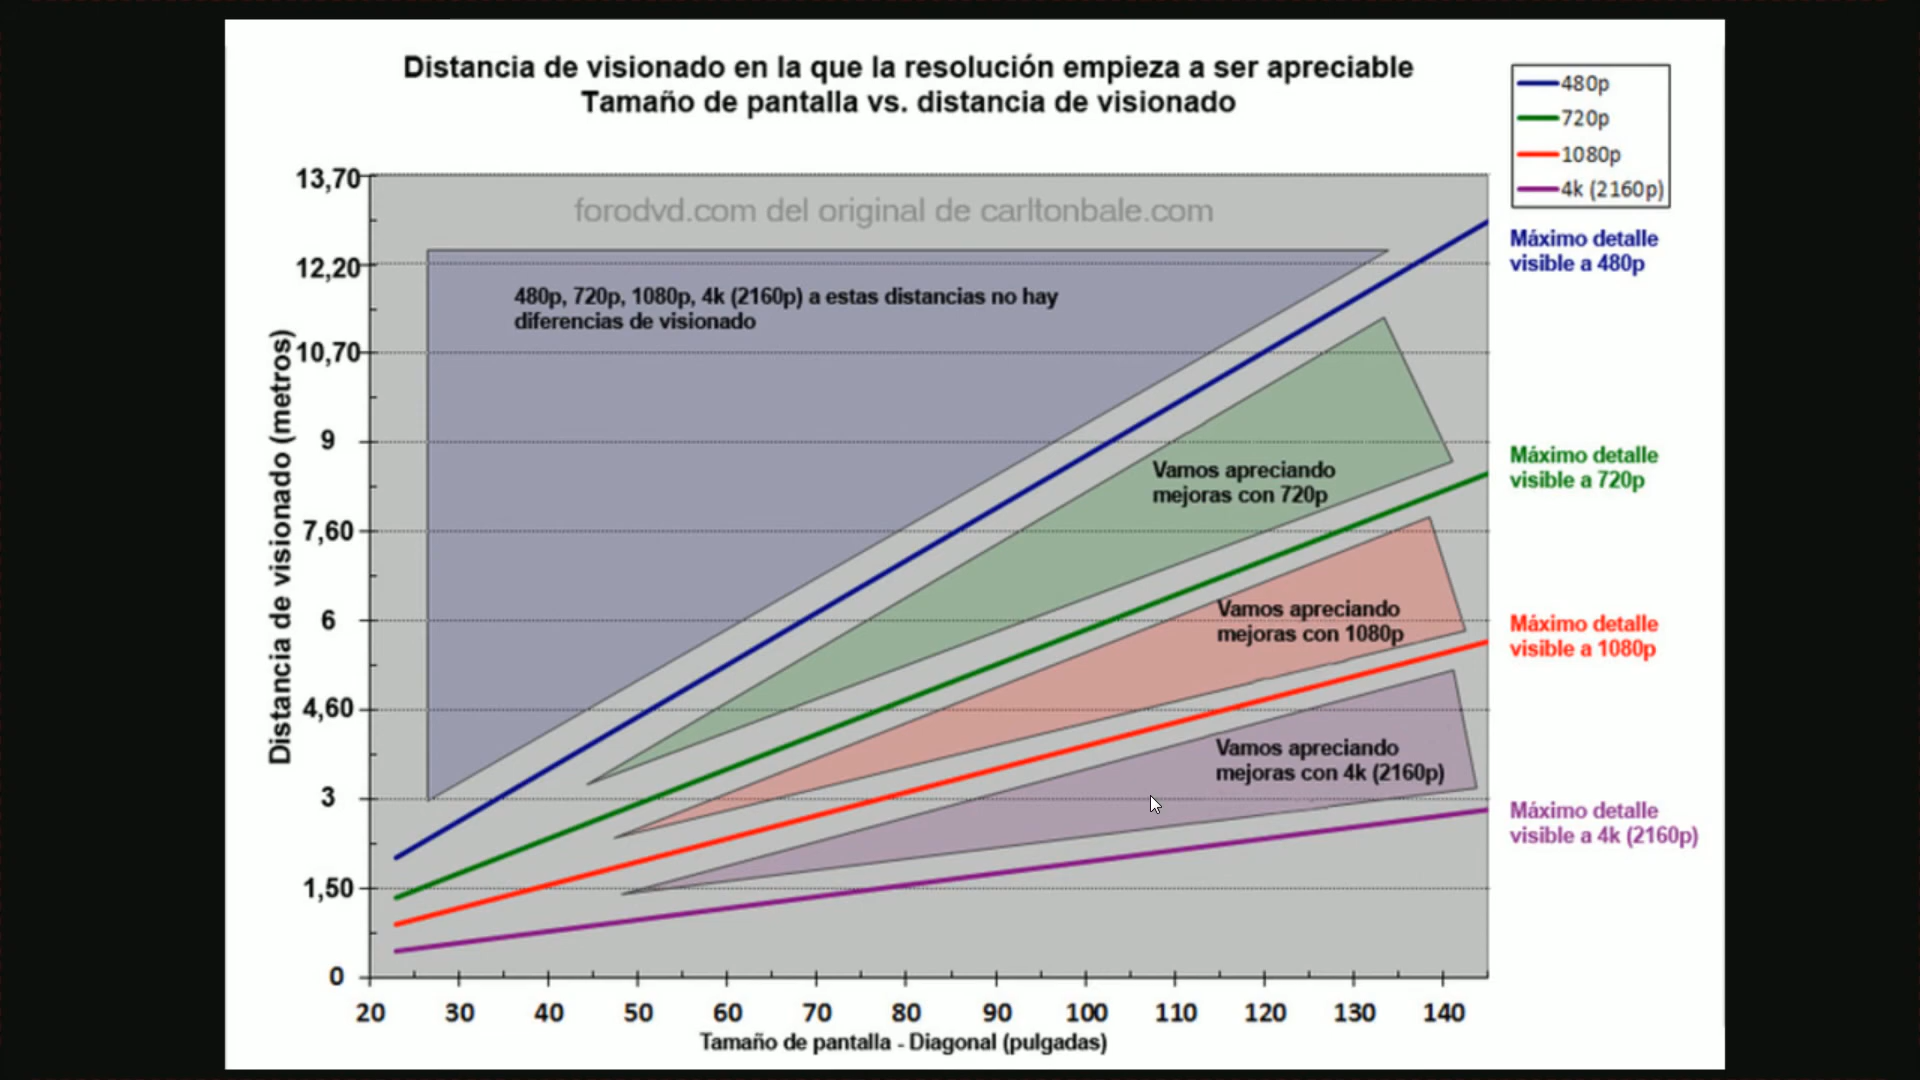 Distancia de visionado en la que la resolución empieza a ser apreciable
Tamaño de pantalla vs. distancia de visionado
480p
720p
1080p
4k (2160p)
forodvd.com del original de carltonbale.com
Distancia de visionado (metros)
13,70
12,20
10,70
9
7,60
6
4,60
3
1,50
0
480p, 720p, 1080p, 4k (2160p) a estas distancias no hay
diferencias de visionado
Vamos apreciando
mejoras con 720p
Vamos apreciando
mejoras con 1080p
Vamos apreciando
mejoras con 4k (2160p)
Máximo detalle
visible a 480p
Máximo detalle
visible a 720p
Máximo detalle
visible a 1080p
Máximo detalle
visible a 4k (2160p)
20 30 40 50 60 70 80 90 100 110 120 130 140
Tamaño de pantalla - Diagonal (pulgadas)